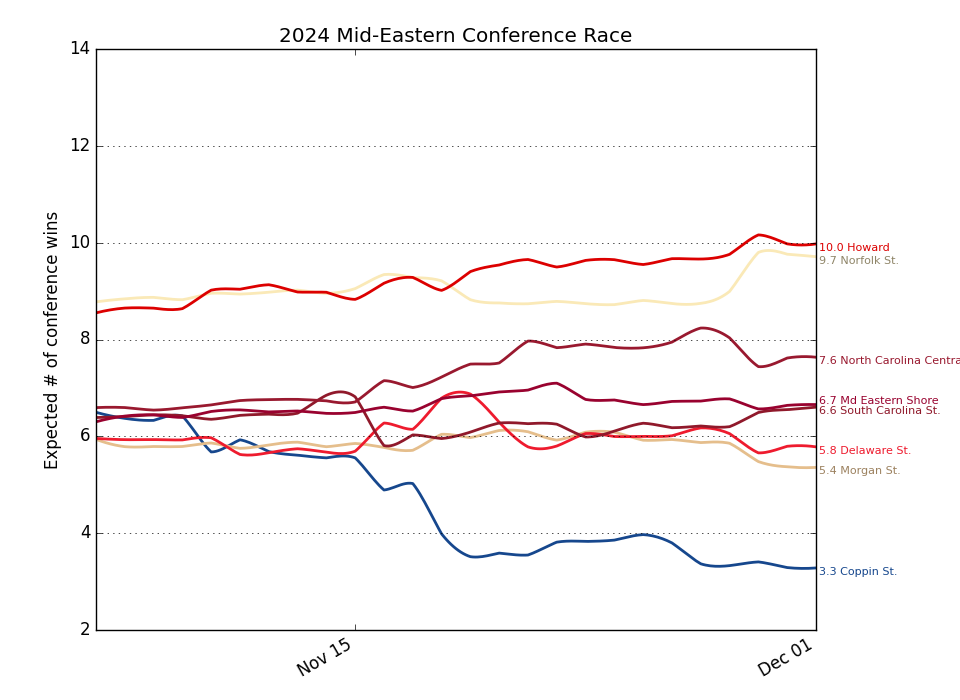 2024 Mid-Eastern Conference Race
Expected # of conference wins
14
12
10
8
6
4
2
Nov 15
Dec 01
10.0 Howard
9.7 Norfolk St.
7.6 North Carolina Centra
6.7 Md Eastern Shore
6.6 South Carolina St.
5.8 Delaware St.
5.4 Morgan St.
3.3 Coppin St.